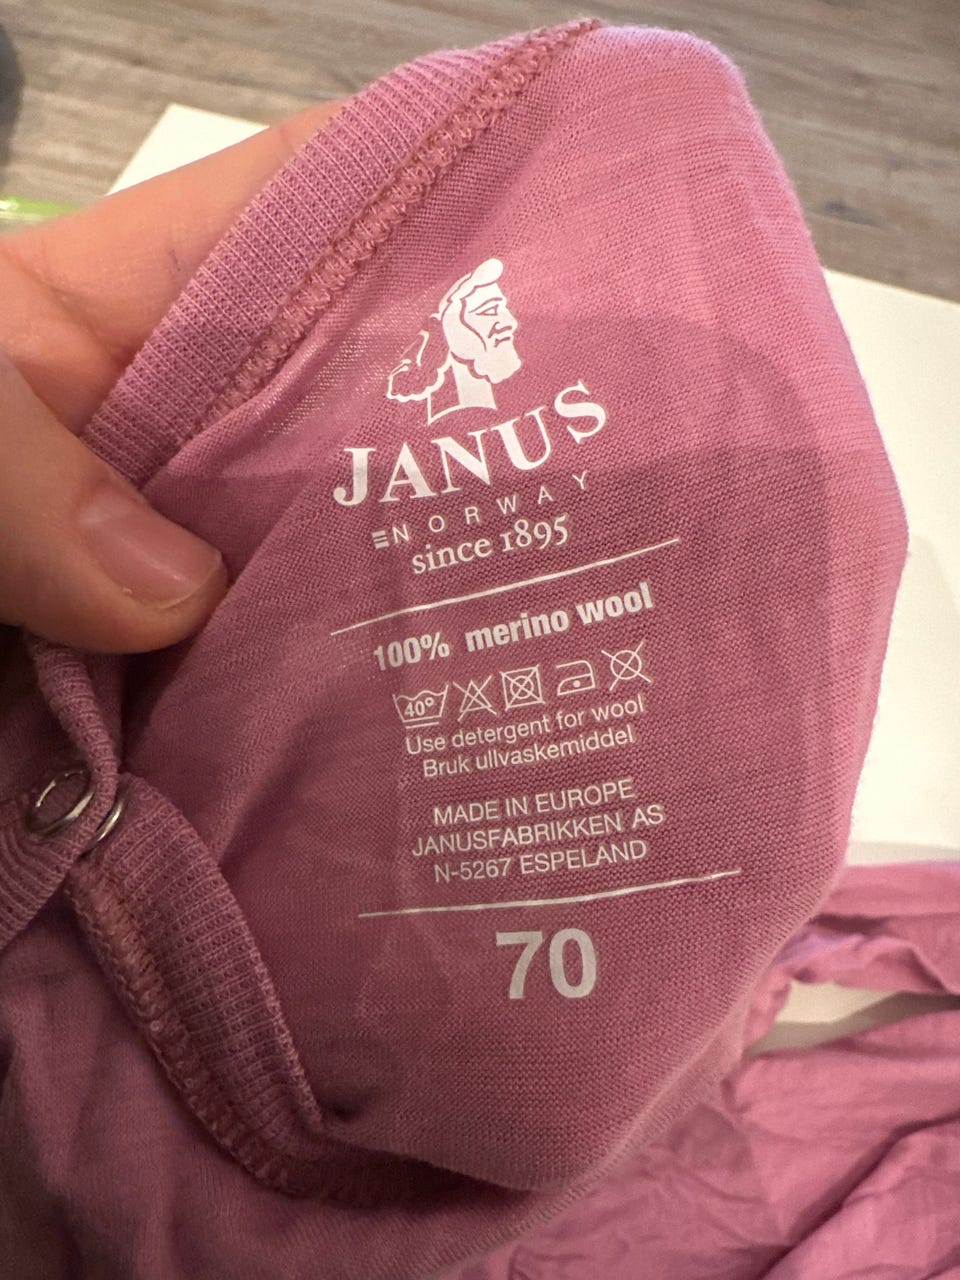 JANUS
NORWAY
since 1895
100% merino wool
40°
Use detergent for wool
Bruk ullvaskemiddel
MADE IN EUROPE
JANUSFABRIKKEN AS
N-5267 ESPELAND
70